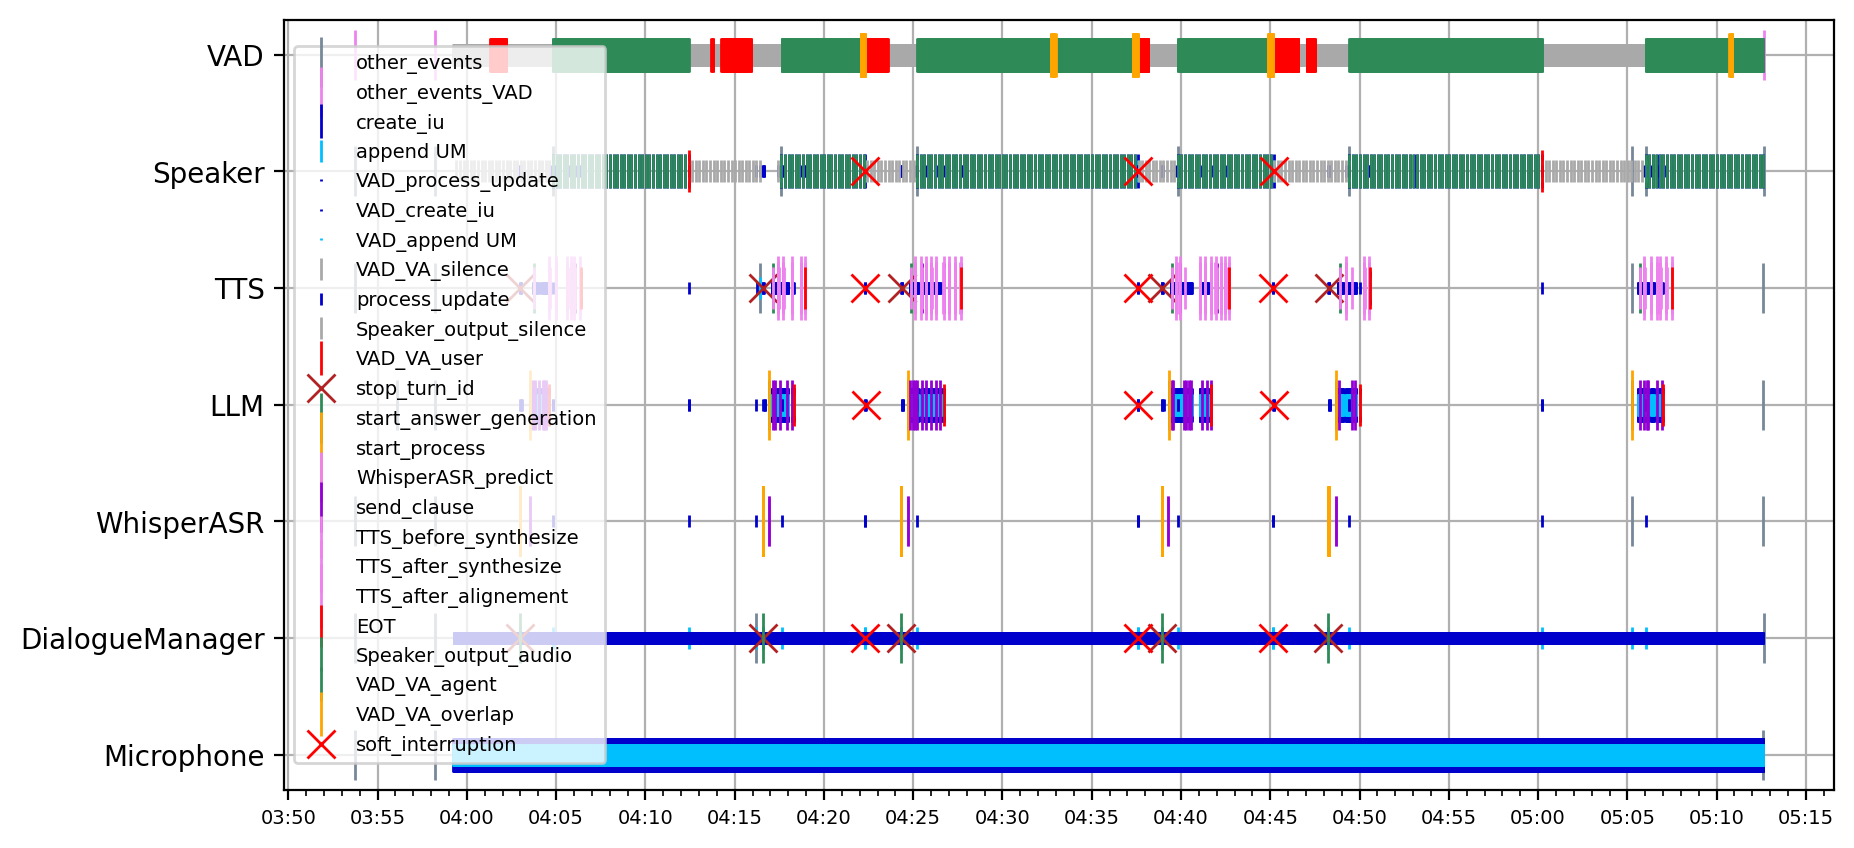 VAD
Speaker
TTS
LLM
WhisperASR
DialogueManager
Microphone
other_events
other_events_VAD
create_iu
append UM
VAD_process_update
VAD_create_iu
VAD_append UM
VAD_VA_silence
process_update
Speaker_output_silence
VAD_VA_user
stop_turn_id
start_answer_generation
start_process
WhisperASR_predict
send_clause
TTS_before_synthesize
TTS_after_synthesize
TTS_after_alignement
EOT
Speaker_output_audio
VAD_VA_agent
VAD_VA_overlap
soft_interruption
03:50 03:55 04:00 04:05 04:10 04:15 04:20 04:25 04:30 04:35 04:40 04:45 04:50 04:55 05:00 05:05 05:10 05:15